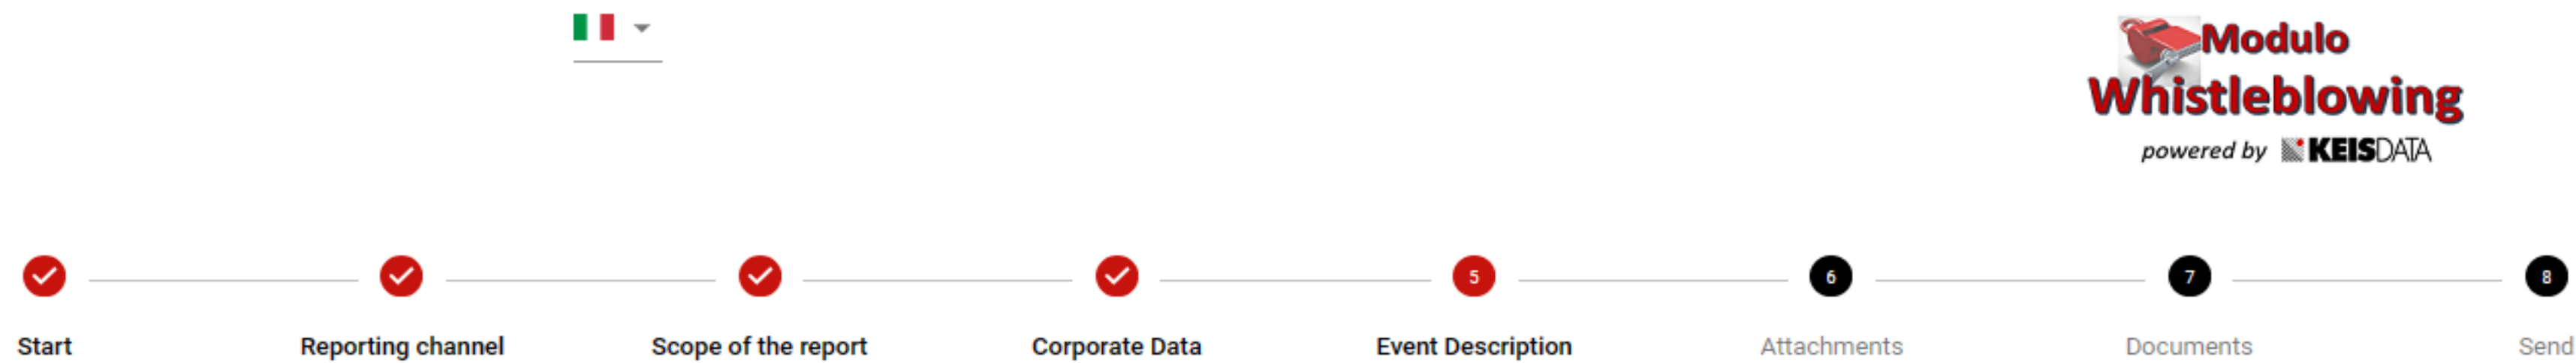 Modulo
Whistleblowing
powered by KEISDATA
5
6
7
8
Start
Reporting channel
Scope of the report
Corporate Data
Event Description
Attachments
Documents
Send